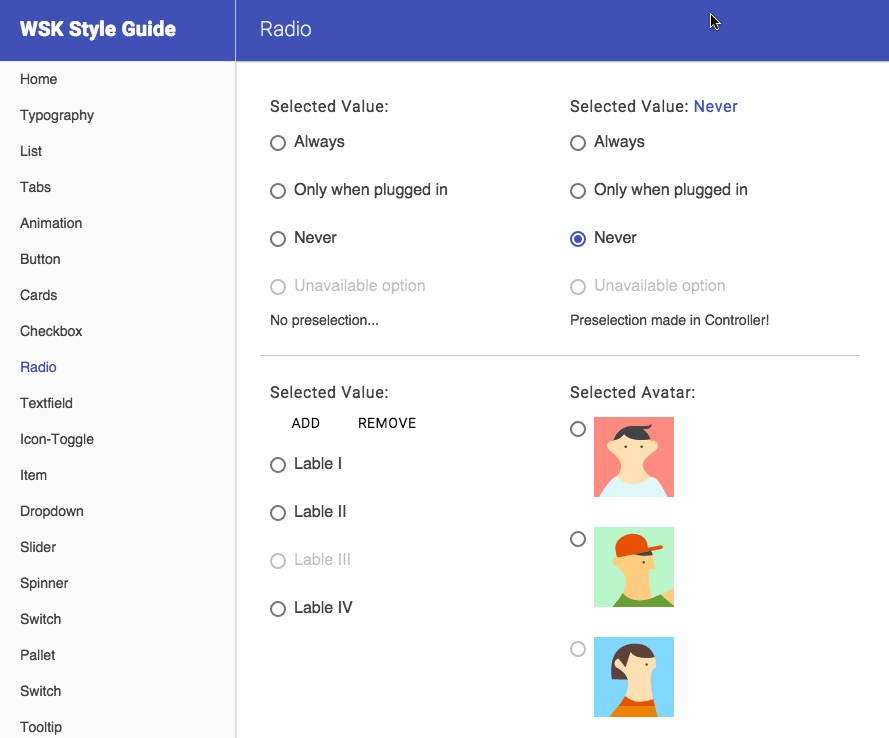 WSK Style Guide
Radio
Home
Typography
List
Tabs
Animation
Button
Cards
Checkbox
Radio
Textfield
Icon-Toggle
Item
Dropdown
Slider
Spinner
Switch
Pallet
Switch
Tooltip
Selected Value:
Always
Only when plugged in
Never
Unavailable option
No preselection...
Selected Value: Never
Always
Only when plugged in
Never
Unavailable option
Preselection made in Controller!
Selected Value:
ADD REMOVE
Lable I
Lable II
Lable III
Lable IV
Selected Avatar: